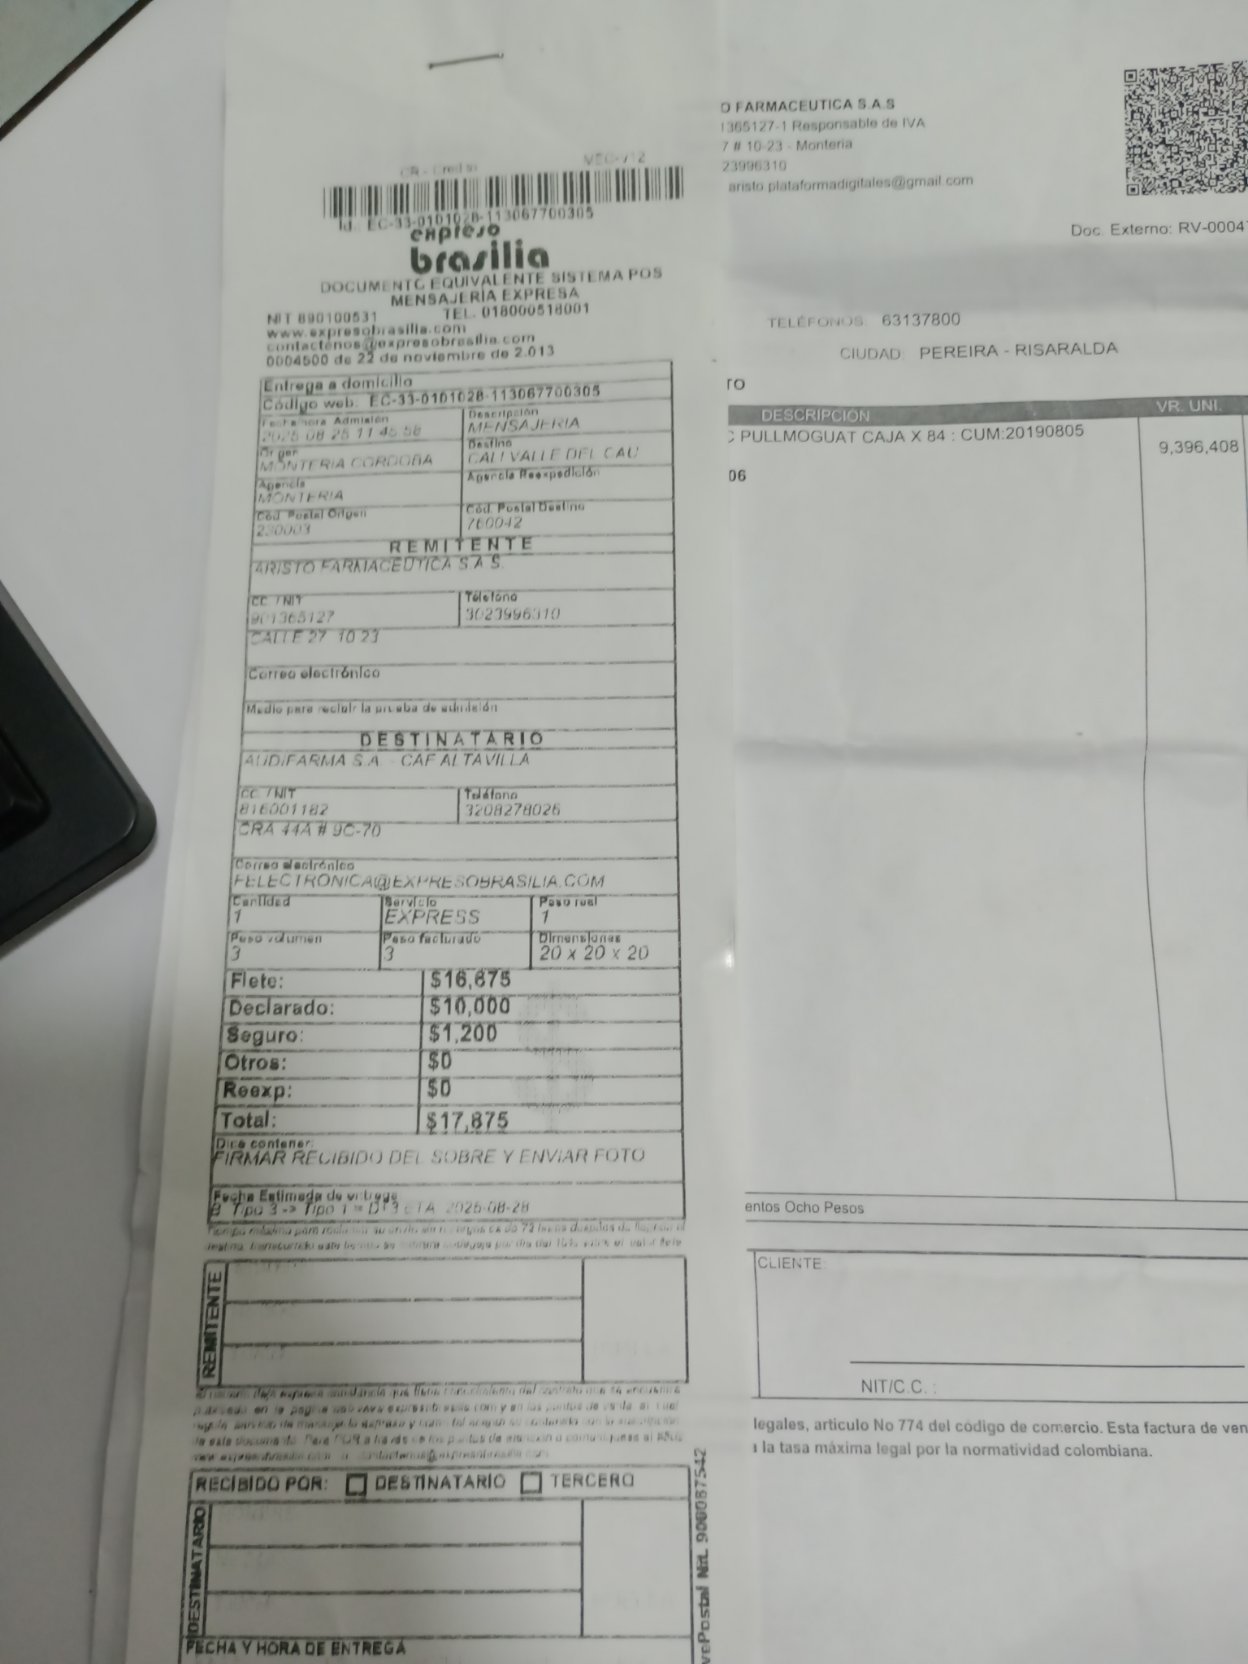 CR - Credito
VEC-712
Id.: EC-33-0101028-113067700305
expreso
brasilia
DOCUMENTO EQUIVALENTE SISTEMA POS
MENSAJERÍA EXPRESA
NIT 890100531 TEL. 018000518001
www.expresobrasilia.com
contactenos@expresobrasilia.com
0004500 de 22 de noviembre de 2.013
Entrega a domicilio
Código web: EC-33-0101028-113067700305
Fecha/hora Admisión
2025-08-25 11:45:58
Descripción
MENSAJERIA
Origen
MONTERIA CORDOBA
Destino
CALI VALLE DEL CAU
Agencia
MONTERIA
Agencia Reexpedición
Cód. Postal Origen
230003
Cód. Postal Destino
760042
REMITENTE
ARISTO FARMACEUTICA S.A.S.
CC. / NIT
901365127
Teléfono
3023996310
CALLE 27 10 23
Correo electrónico
Medio para recibir la prueba de admisión
DESTINATARIO
AUDIFARMA S.A. - CAF ALTAVILLA
CC. / NIT
816001182
Teléfono
3208278026
CRA 44A # 9C-70
Correo electrónico
FELECTRONICA@EXPRESOBRASILIA.COM
Cantidad
1
Servicio
EXPRESS
Peso real
1
Peso volumen
3
Peso facturado
3
Dimensiones
20 x 20 x 20
Flete: $16,675
Declarado: $10,000
Seguro: $1,200
Otros: $0
Reexp: $0
Total: $17,875
Dice contener:
FIRMAR RECIBIDO DEL SOBRE Y ENVIAR FOTO
Fecha Estimada de entrega
Tipo 3 -> Tipo 1 = D+3 ETA 2025-08-28
REMITENTE
RECIBIDO POR: DESTINATARIO TERCERO
DESTINATARIO
FECHA Y HORA DE ENTREGA
Postal Nit. 900087542
O FARMACEUTICA S.A.S
1365127-1 Responsable de IVA
7 # 10-23 - Monteria
23996310
aristo.plataformadigitales@gmail.com
Doc. Externo: RV-0004
TELÉFONOS: 63137800
CIUDAD: PEREIRA - RISARALDA
TO
DESCRIPCIÓN VR. UNI.
PULLMOGUAT CAJA X 84 : CUM:20190805 9,396,408
06
entos Ocho Pesos
CLIENTE:
NIT/C.C. :
legales, articulo No 774 del código de comercio. Esta factura de ven
a la tasa máxima legal por la normatividad colombiana.